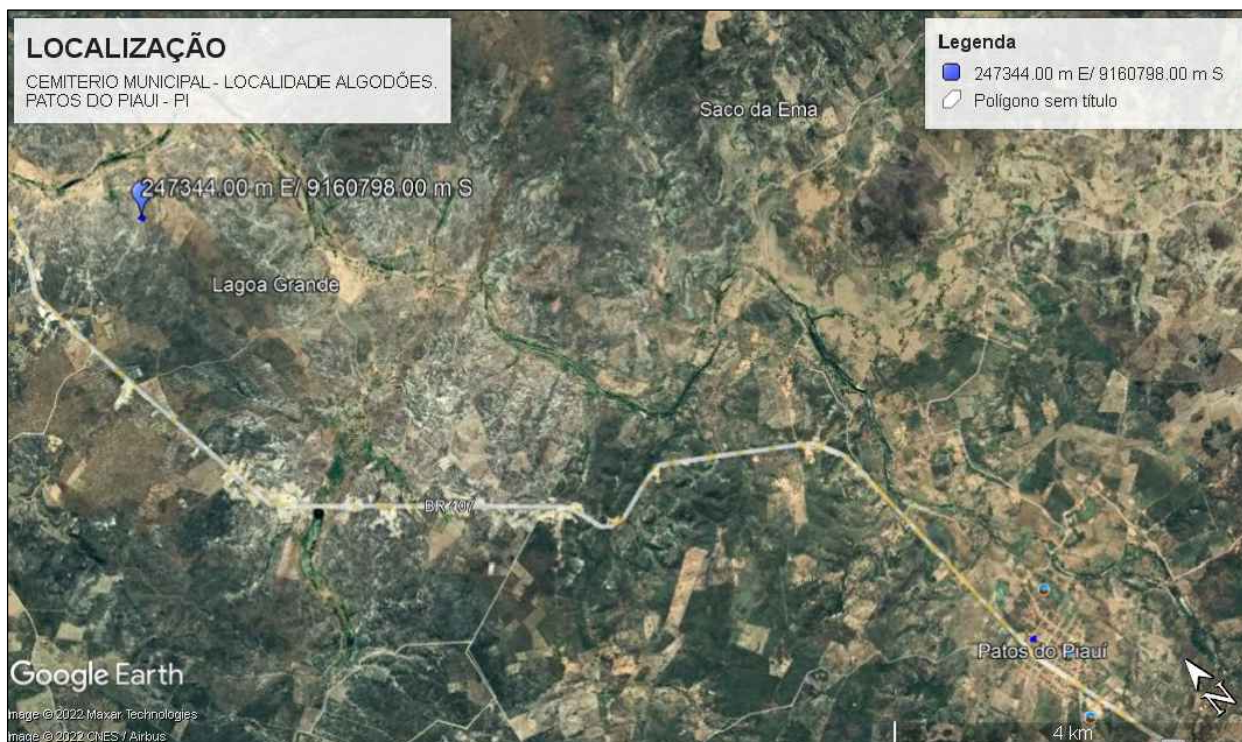 LOCALIZAÇÃO
CEMITERIO MUNICIPAL - LOCALIDADE ALGODÕES.
PATOS DO PIAUI - PI
Legenda
247344.00 m E/ 9160798.00 m S
Polígono sem título
Saco da Ema
247344.00 m E/ 9160798.00 m S
Lagoa Grande
BR 407
Patos do Piauí
Google Earth
Image © 2022 Maxar Technologies
Image © 2022 CNES / Airbus
N
4 km